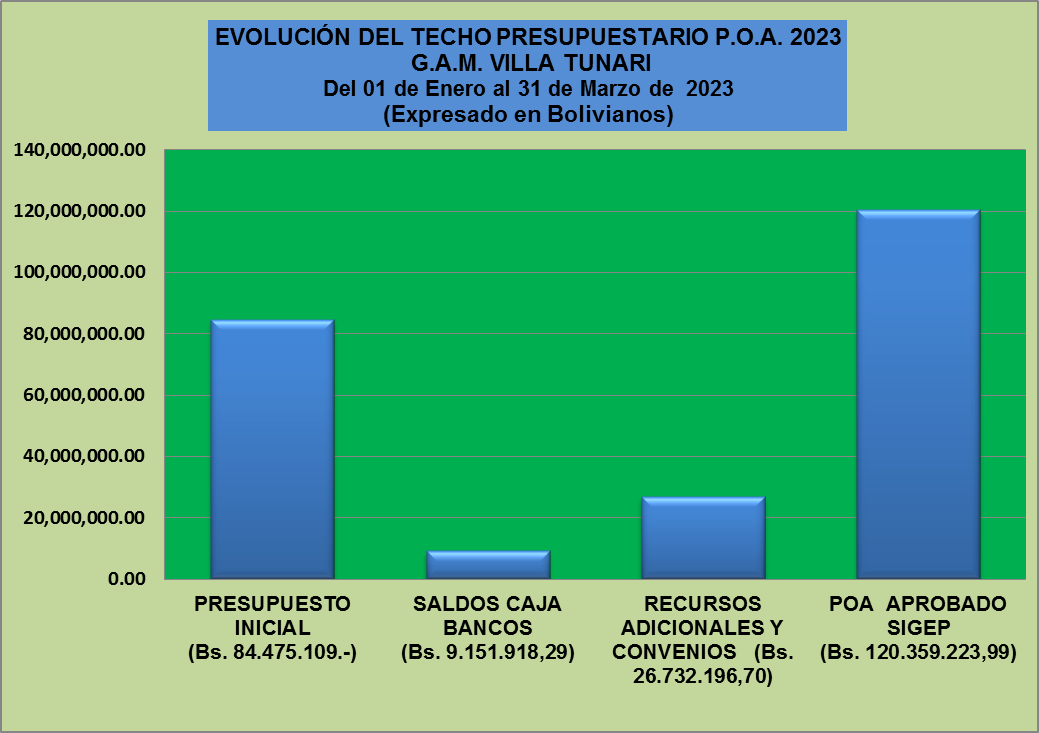 EVOLUCIÓN DEL TECHO PRESUPUESTARIO P.O.A. 2023
G.A.M. VILLA TUNARI
Del 01 de Enero al 31 de Marzo de 2023
(Expresado en Bolivianos)
140,000,000.00
120,000,000.00
100,000,000.00
80,000,000.00
60,000,000.00
40,000,000.00
20,000,000.00
0.00
PRESUPUESTO
INICIAL
(Bs. 84.475.109.-)
SALDOS CAJA
BANCOS
(Bs. 9.151.918,29)
RECURSOS
ADICIONALES Y
CONVENIOS (Bs.
26.732.196,70)
POA APROBADO
SIGEP
(Bs. 120.359.223,99)